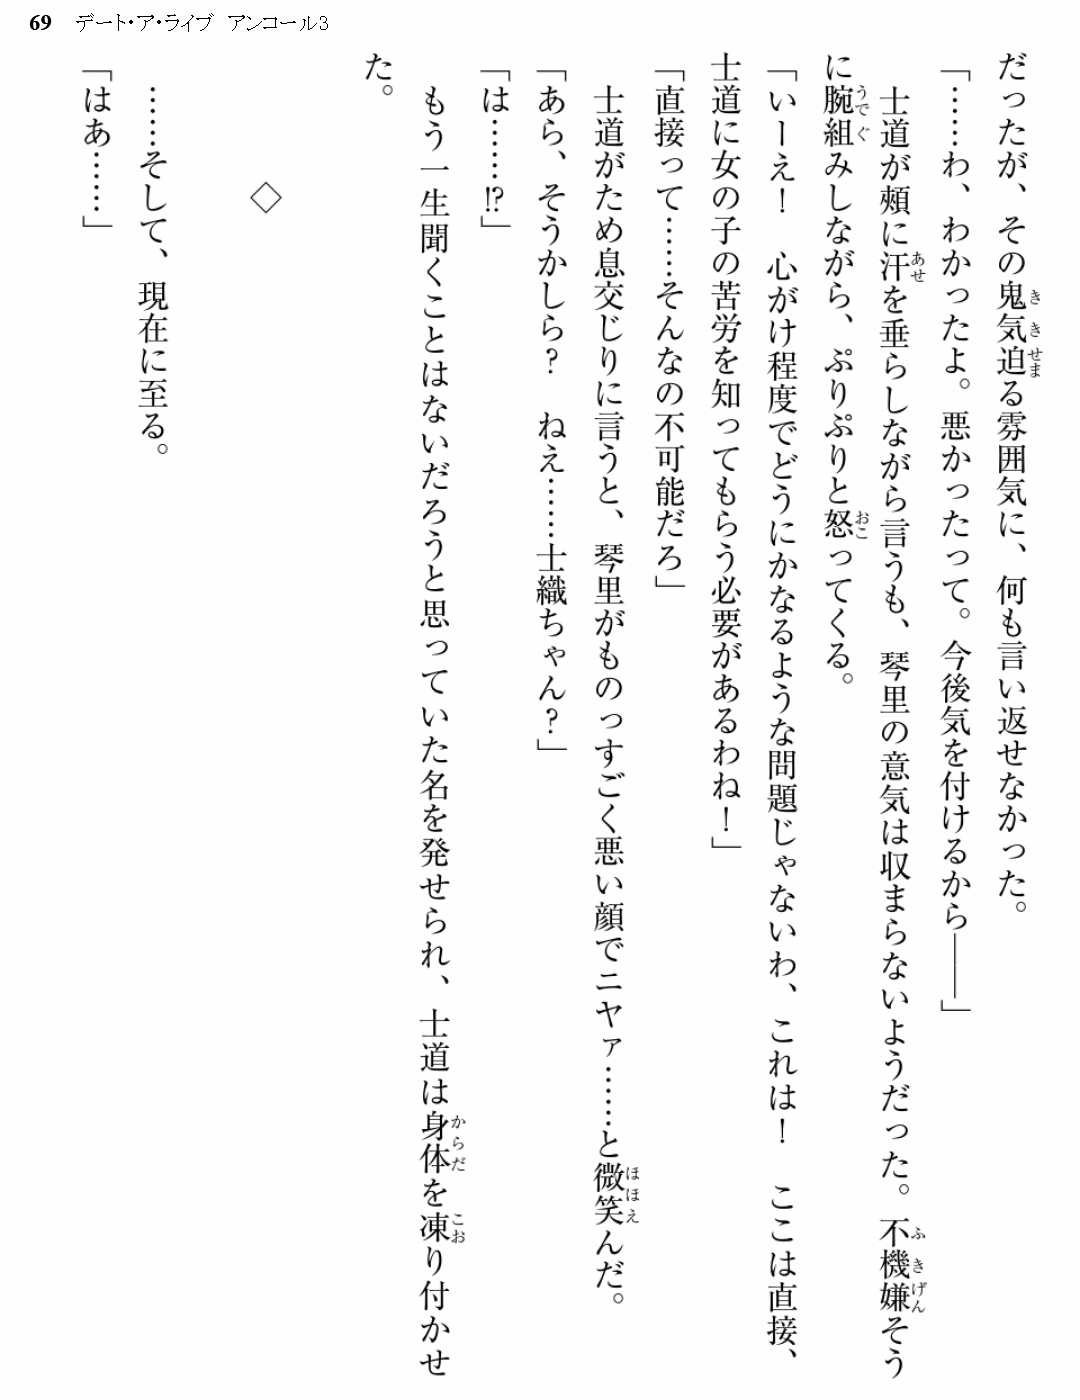 69 デート・ア・ライブ アンコール3
だったが、その鬼気迫る雰囲気に、何も言い返せなかった。
「……わ、わかったよ。悪かったって。今後気を付けるから――」
士道が頰に汗を垂らしながら言うも、琴里の意気は収まらないようだった。不機嫌そう
に腕組みしながら、ぷりぷりと怒ってくる。
「いーえ！　心がけ程度でどうにかなるような問題じゃないわ、これは！　ここは直接、
士道に女の子の苦労を知ってもらう必要があるわね！」
「直接って……そんなの不可能だろ」
士道がため息交じりに言うと、琴里がものっすごく悪い顔でニヤァ……と微笑んだ。
「あら、そうかしら？　ねえ……士織ちゃん？」
「は……⁉」
もう一生聞くことはないだろうと思っていた名を発せられ、士道は身体を凍り付かせ
た。
◇
……そして、現在に至る。
「はあ……」